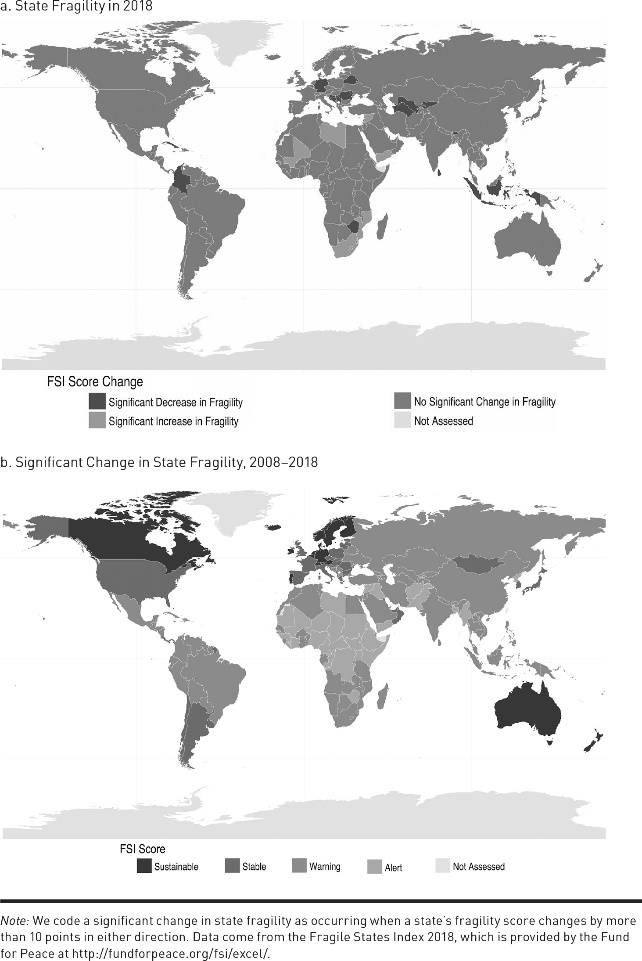 a. State Fragility in 2018
FSI Score Change
Significant Decrease in Fragility
No Significant Change in Fragility
Significant Increase in Fragility
Not Assessed
b. Significant Change in State Fragility, 2008–2018
FSI Score
Sustainable
Stable
Warning
Alert
Not Assessed
Note: We code a significant change in state fragility as occurring when a state's fragility score changes by more
than 10 points in either direction. Data come from the Fragile States Index 2018, which is provided by the Fund
for Peace at http://fundforpeace.org/fsi/excel/.